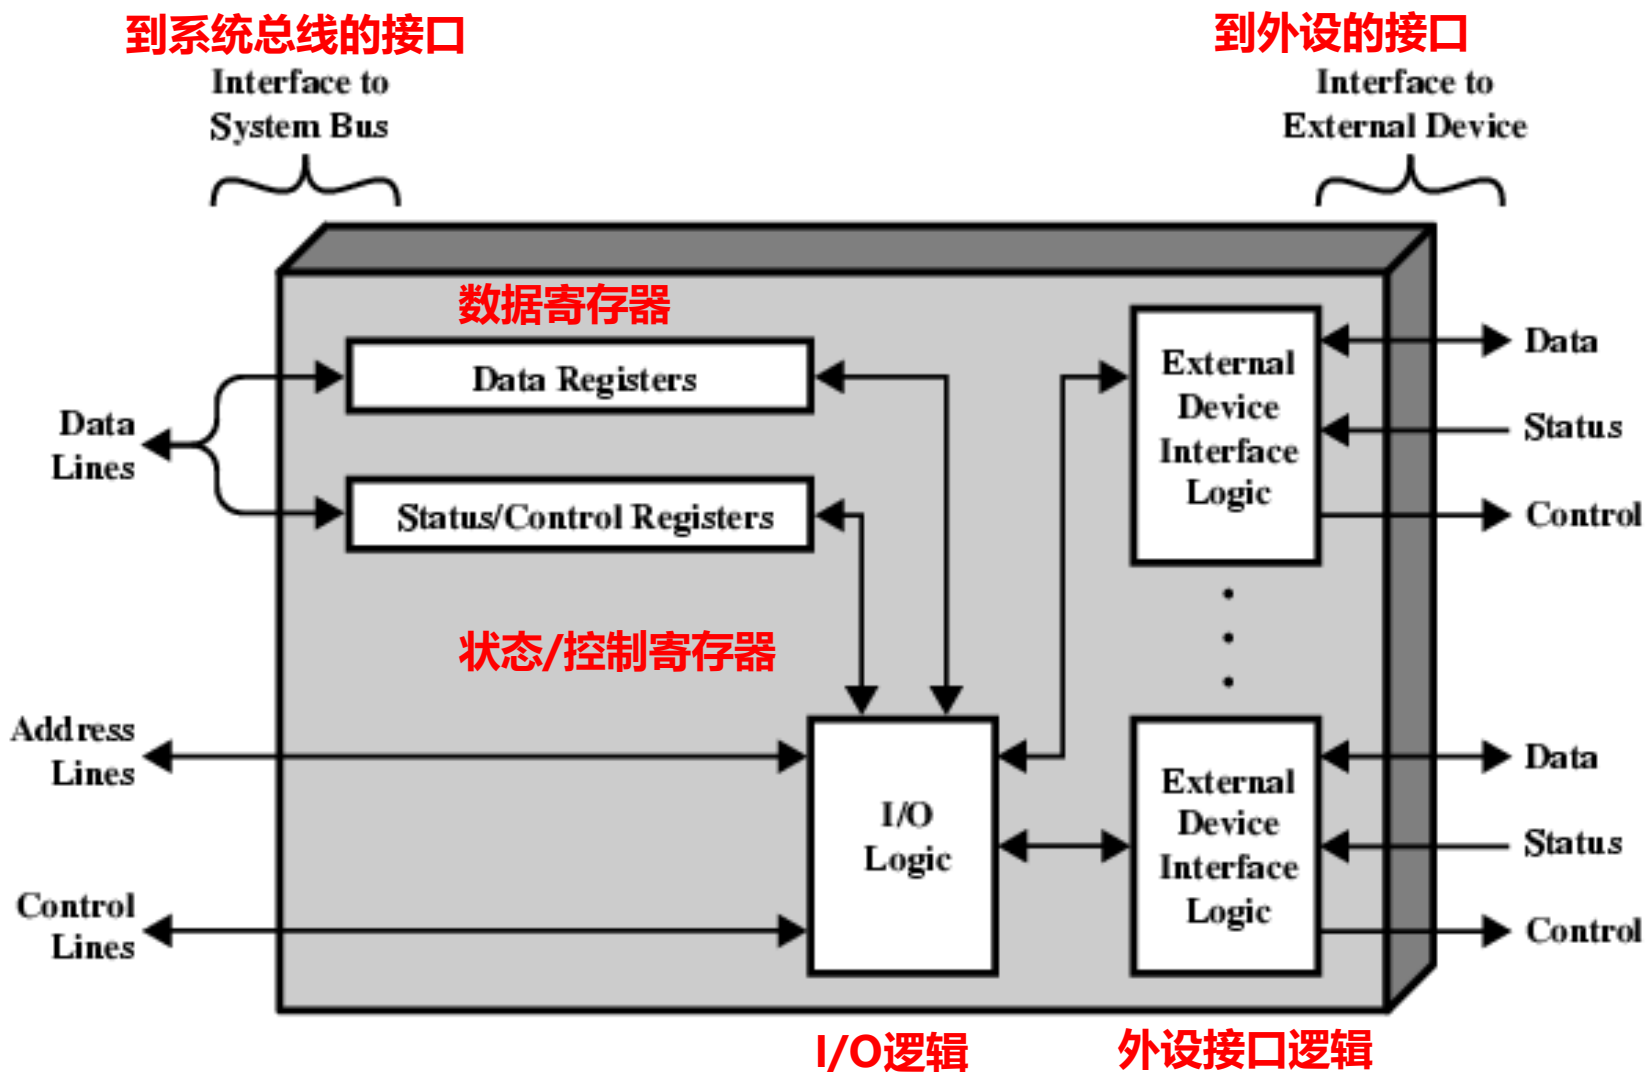 到系统总线的接口
Interface to
System Bus
到外设的接口
Interface to
External Device
数据寄存器
Data Registers
Data
Lines
Status/Control Registers
状态/控制寄存器
External
Device
Interface
Logic
Data
Status
Control
Address
Lines
Control
Lines
I/O
Logic
External
Device
Interface
Logic
Data
Status
Control
I/O逻辑
外设接口逻辑